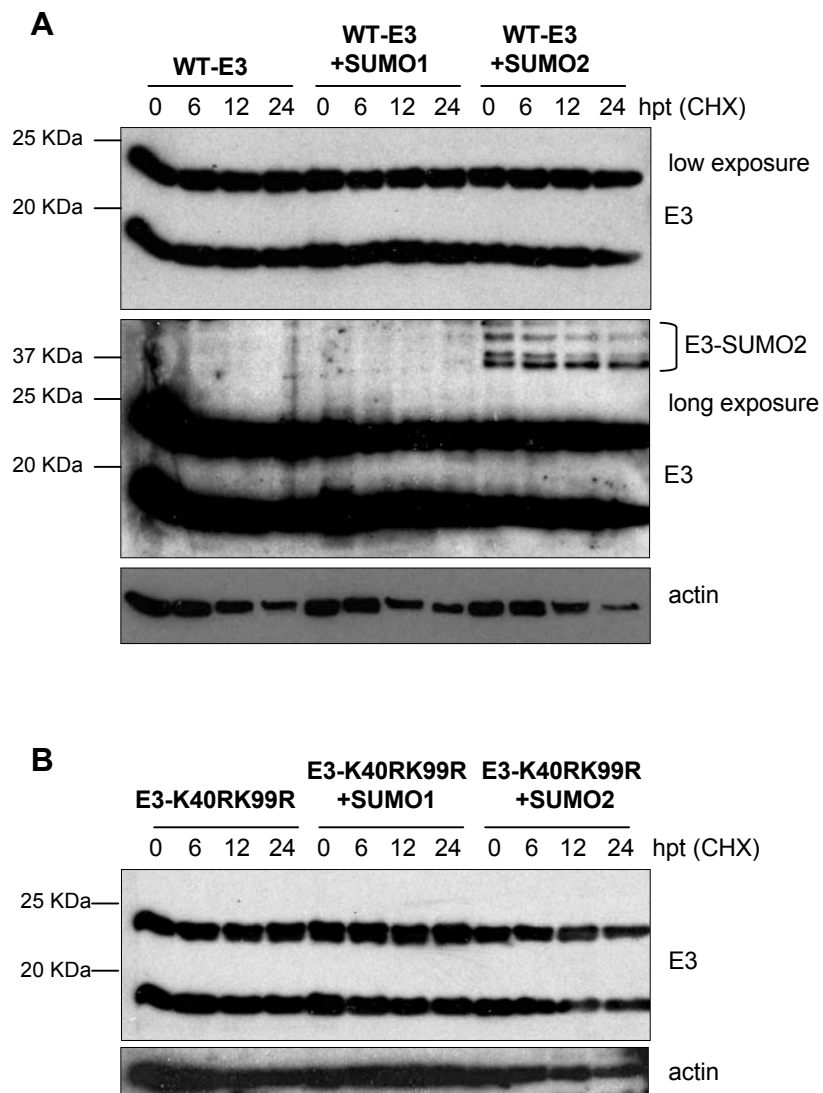 A
WT-E3
WT-E3
+SUMO1
WT-E3
+SUMO2
0 6 12 24 0 6 12 24 0 6 12 24 hpt (CHX)
25 KDa
low exposure
20 KDa
E3
E3-SUMO2
37 KDa
25 KDa
long exposure
20 KDa
E3
actin
B
E3-K40RK99R
E3-K40RK99R
+SUMO1
E3-K40RK99R
+SUMO2
0 6 12 24 0 6 12 24 0 6 12 24 hpt (CHX)
25 KDa
E3
20 KDa
actin